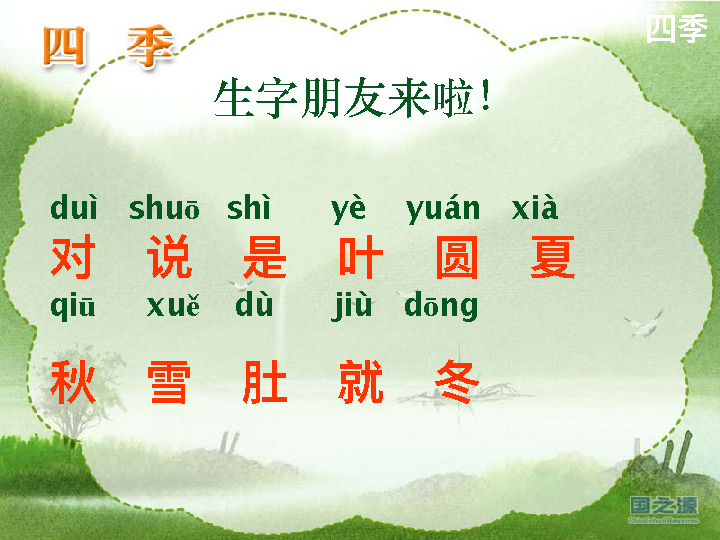 四 季
四季
生字朋友来啦！
duì shuō shì yè yuán xià
对 说 是 叶 圆 夏
qiū xuě dù jiù dōng
秋 雪 肚 就 冬
国之源